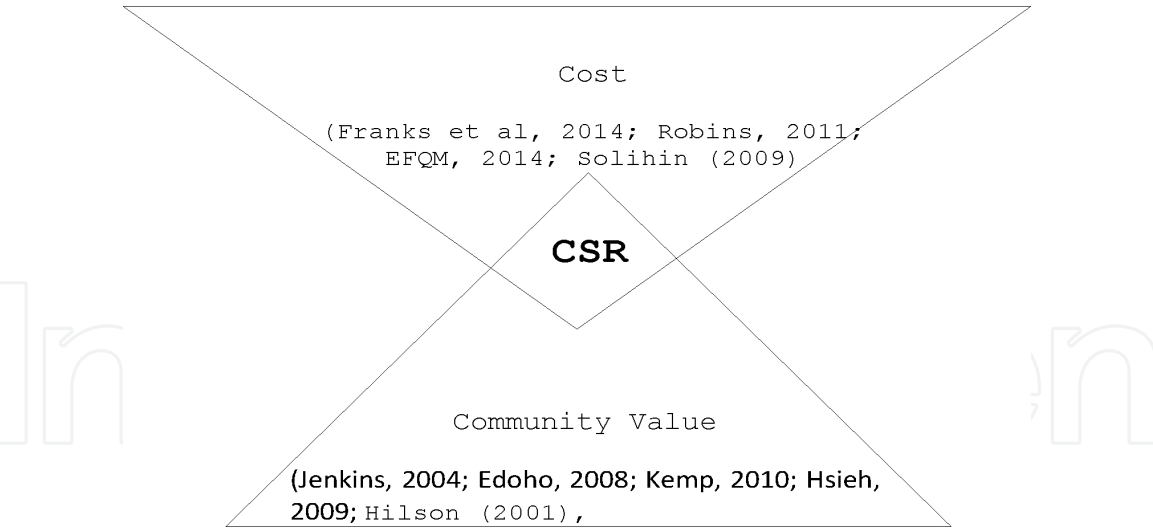 Cost
(Franks et al, 2014; Robins, 2011;
EFQM, 2014; Solihin (2009)
CSR
Community Value
(Jenkins, 2004; Edoho, 2008; Kemp, 2010; Hsieh,
2009; Hilson (2001),